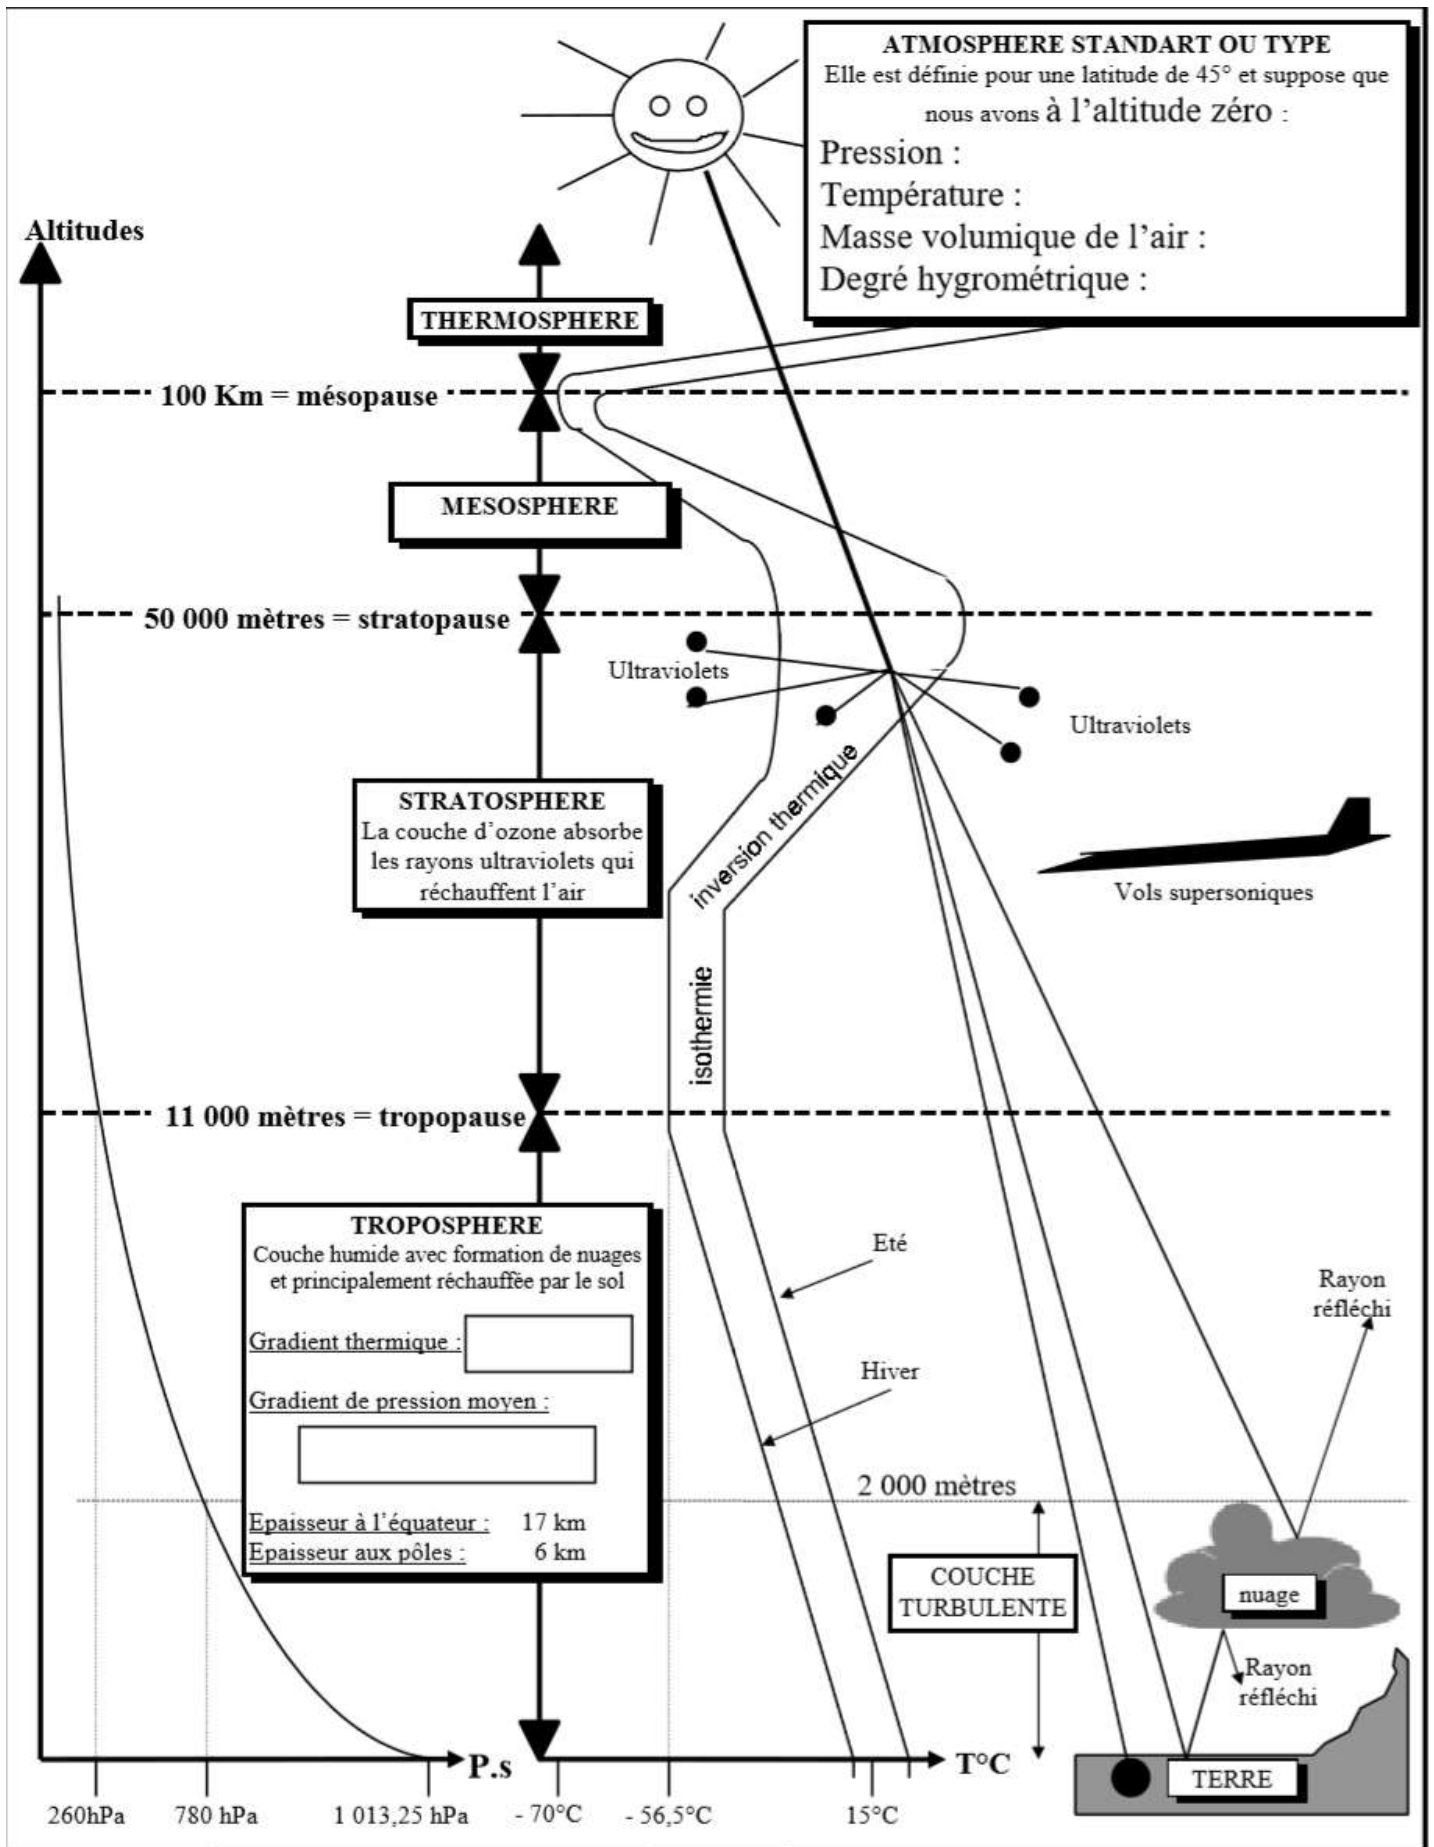 ATMOSPHERE STANDART OU TYPE
Elle est définie pour une latitude de 45° et suppose que
nous avons à l’altitude zéro :
Pression :
Température :
Masse volumique de l’air :
Degré hygrométrique :
Altitudes
THERMOSPHERE
100 Km = mésopause
MESOSPHERE
50 000 mètres = stratopause
Ultraviolets
Ultraviolets
inversion thermique
STRATOSPHERE
La couche d’ozone absorbe
les rayons ultraviolets qui
réchauffent l’air
Vols supersoniques
isothermie
11 000 mètres = tropopause
TROPOSPHERE
Couche humide avec formation de nuages
et principalement réchauffée par le sol
Gradient thermique :
Gradient de pression moyen :
Epaisseur à l’équateur : 17 km
Epaisseur aux pôles : 6 km
Eté
Hiver
Rayon
réfléchi
2 000 mètres
COUCHE
TURBULENTE
nuage
Rayon
réfléchi
TERRE
P.s
T°C
260hPa
780 hPa
1 013,25 hPa
- 70°C
- 56,5°C
15°C